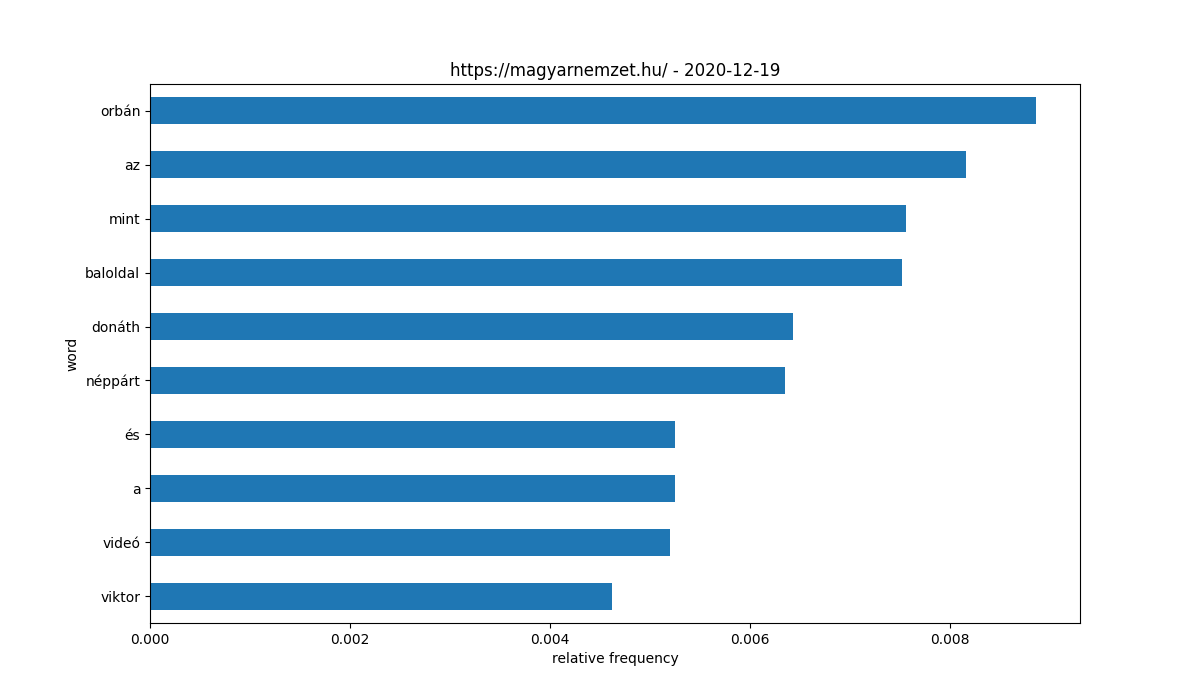 https://magyarnemzet.hu/ - 2020-12-19
orbán
az
mint
baloldal
donáth
néppárt
és
a
videó
viktor
word
0.000 0.002 0.004 0.006 0.008
relative frequency